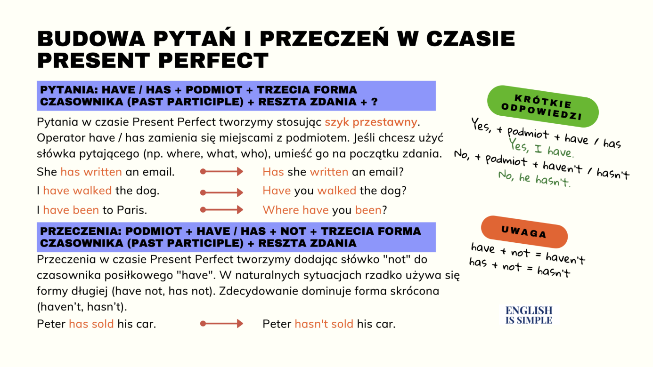 BUDOWA PYTAŃ I PRZECZEŃ W CZASIE
PRESENT PERFECT
PYTANIA: HAVE / HAS + PODMIOT + TRZECIA FORMA
CZASOWNIKA (PAST PARTICIPLE) + RESZTA ZDANIA + ?
Pytania w czasie Present Perfect tworzymy stosując szyk przestawny.
Operator have / has zamienia się miejscami z podmiotem. Jeśli chcesz użyć
słówka pytającego (np. where, what, who), umieść go na początku zdania.
She has written an email. Has she written an email?
I have walked the dog. Have you walked the dog?
I have been to Paris. Where have you been?
PRZECZENIA: PODMIOT + HAVE / HAS + NOT + TRZECIA FORMA
CZASOWNIKA (PAST PARTICIPLE) + RESZTA ZDANIA
Przeczenia w czasie Present Perfect tworzymy dodając słówko "not" do
czasownika posiłkowego "have". W naturalnych sytuacjach rzadko używa się
formy długiej (have not, has not). Zdecydowanie dominuje forma skrócona
(haven't, hasn't).
Peter has sold his car. Peter hasn't sold his car.
KRÓTKIE
ODPOWIEDZI
Yes, + podmiot + have / has
Yes, I have.
No, + podmiot + haven't / hasn't
No, he hasn't.
UWAGA
have + not = haven't
has + not = hasn't
ENGLISH
IS SIMPLE